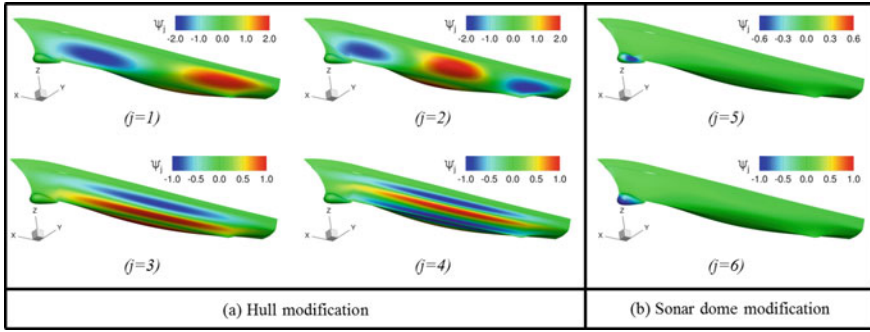 Ψj
-2.0 -1.0 0.0 1.0 2.0
Z
X
Y
(j=1)
Ψj
-2.0 -1.0 0.0 1.0 2.0
Z
X
Y
(j=2)
Ψj
-0.6 -0.3 0.0 0.3 0.6
Z
X
Y
(j=5)
Ψj
-1.0 -0.5 0.0 0.5 1.0
Z
X
Y
(j=3)
Ψj
-1.0 -0.5 0.0 0.5 1.0
Z
X
Y
(j=4)
Ψj
-1.0 -0.5 0.0 0.5 1.0
Z
X
Y
(j=6)
(a) Hull modification
(b) Sonar dome modification